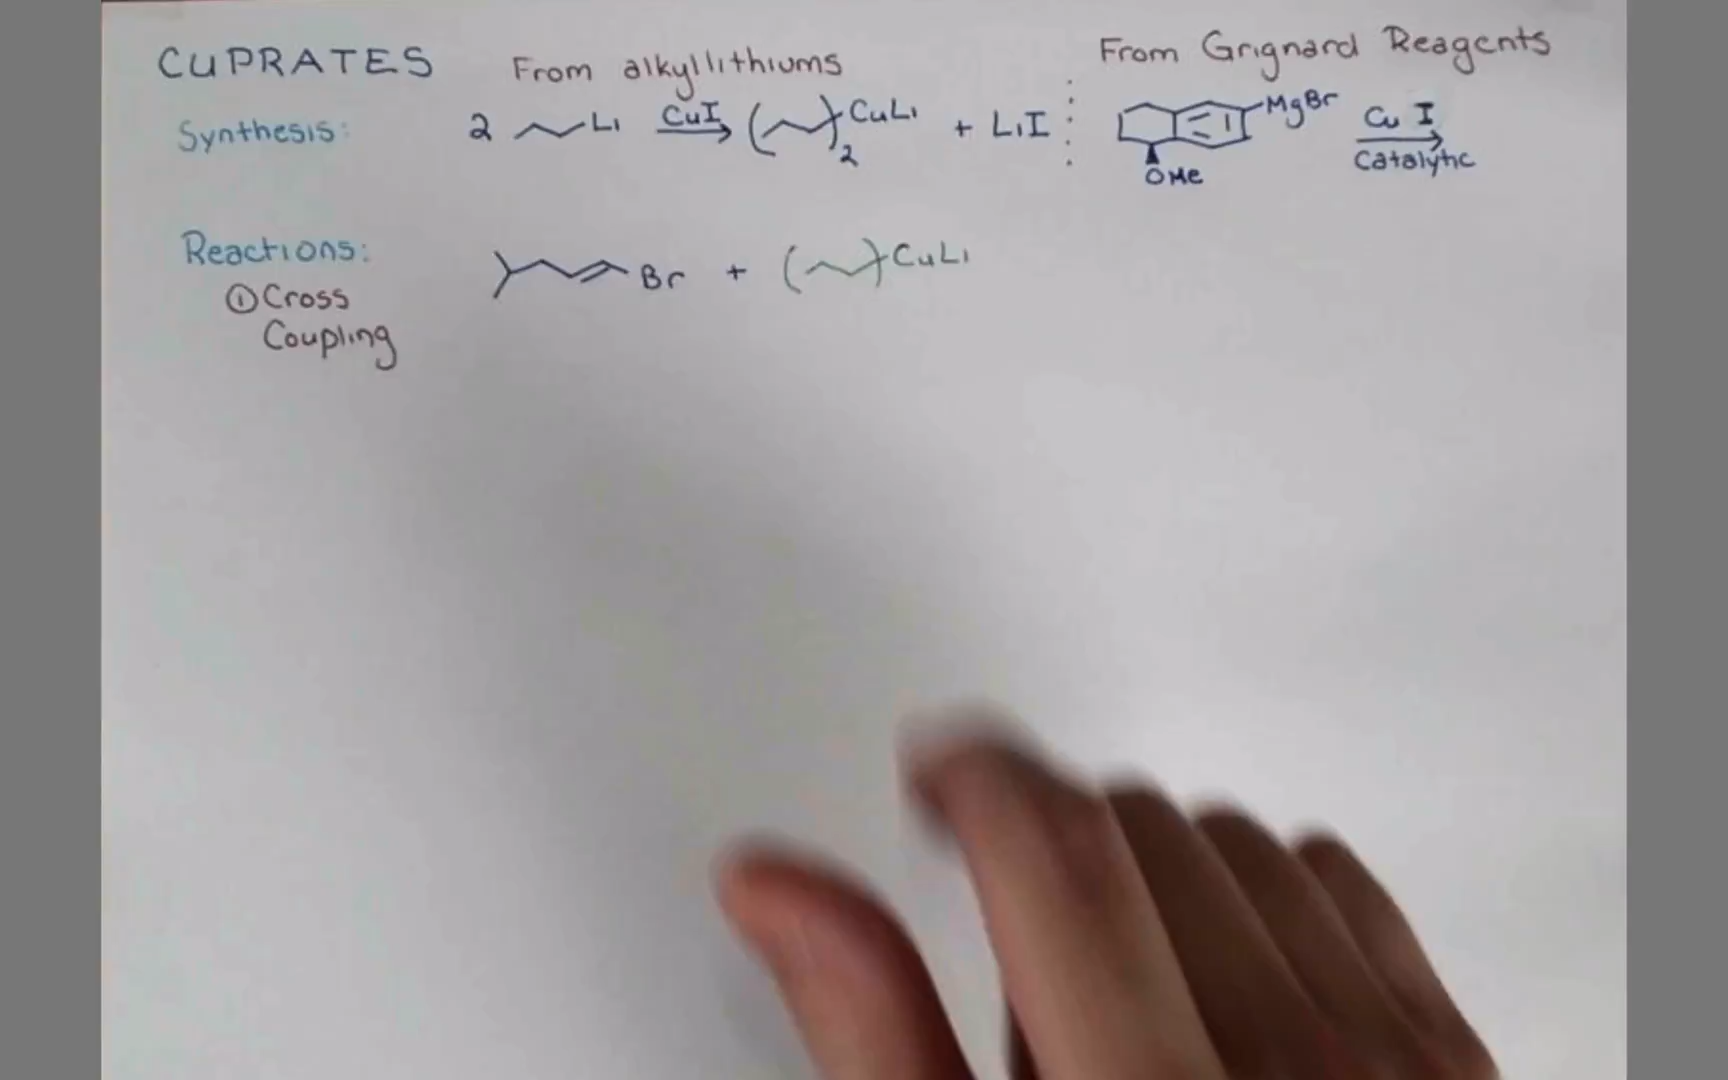 CUPRATES From alkyllithiums From Grignard Reagents
Synthesis: 2 Li CuI CuLi + LiI MgBr Cu I
2 OMe Catalytic
Reactions: Br + CuLi
① Cross
Coupling